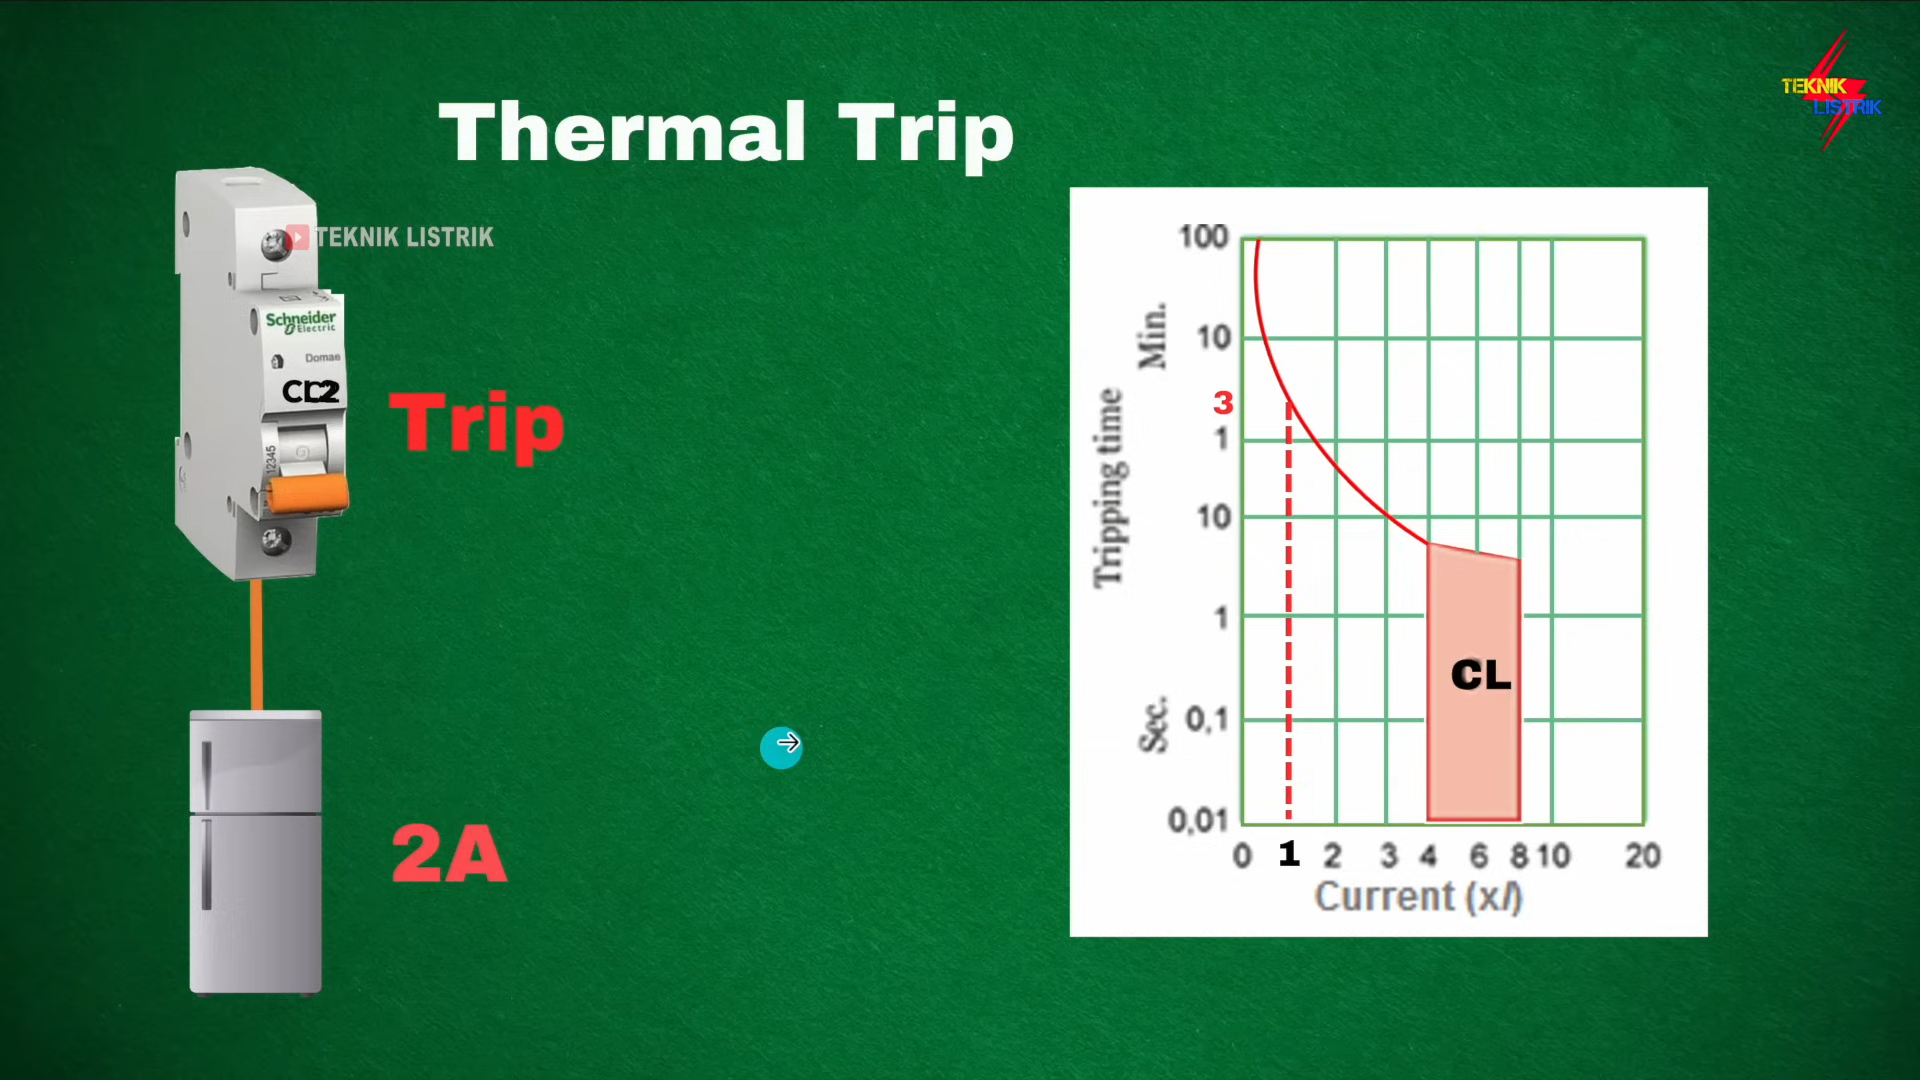 TEKNIK
LISTRIK
Thermal Trip
TEKNIK LISTRIK
Schneider
Electric
Domae
CL2
12345
Trip
2A
Tripping time
Min.
Sec.
100
10
3
1
10
1
0,1
0,01
CL
0 1 2 3 4 6 8 10 20
Current (xI)